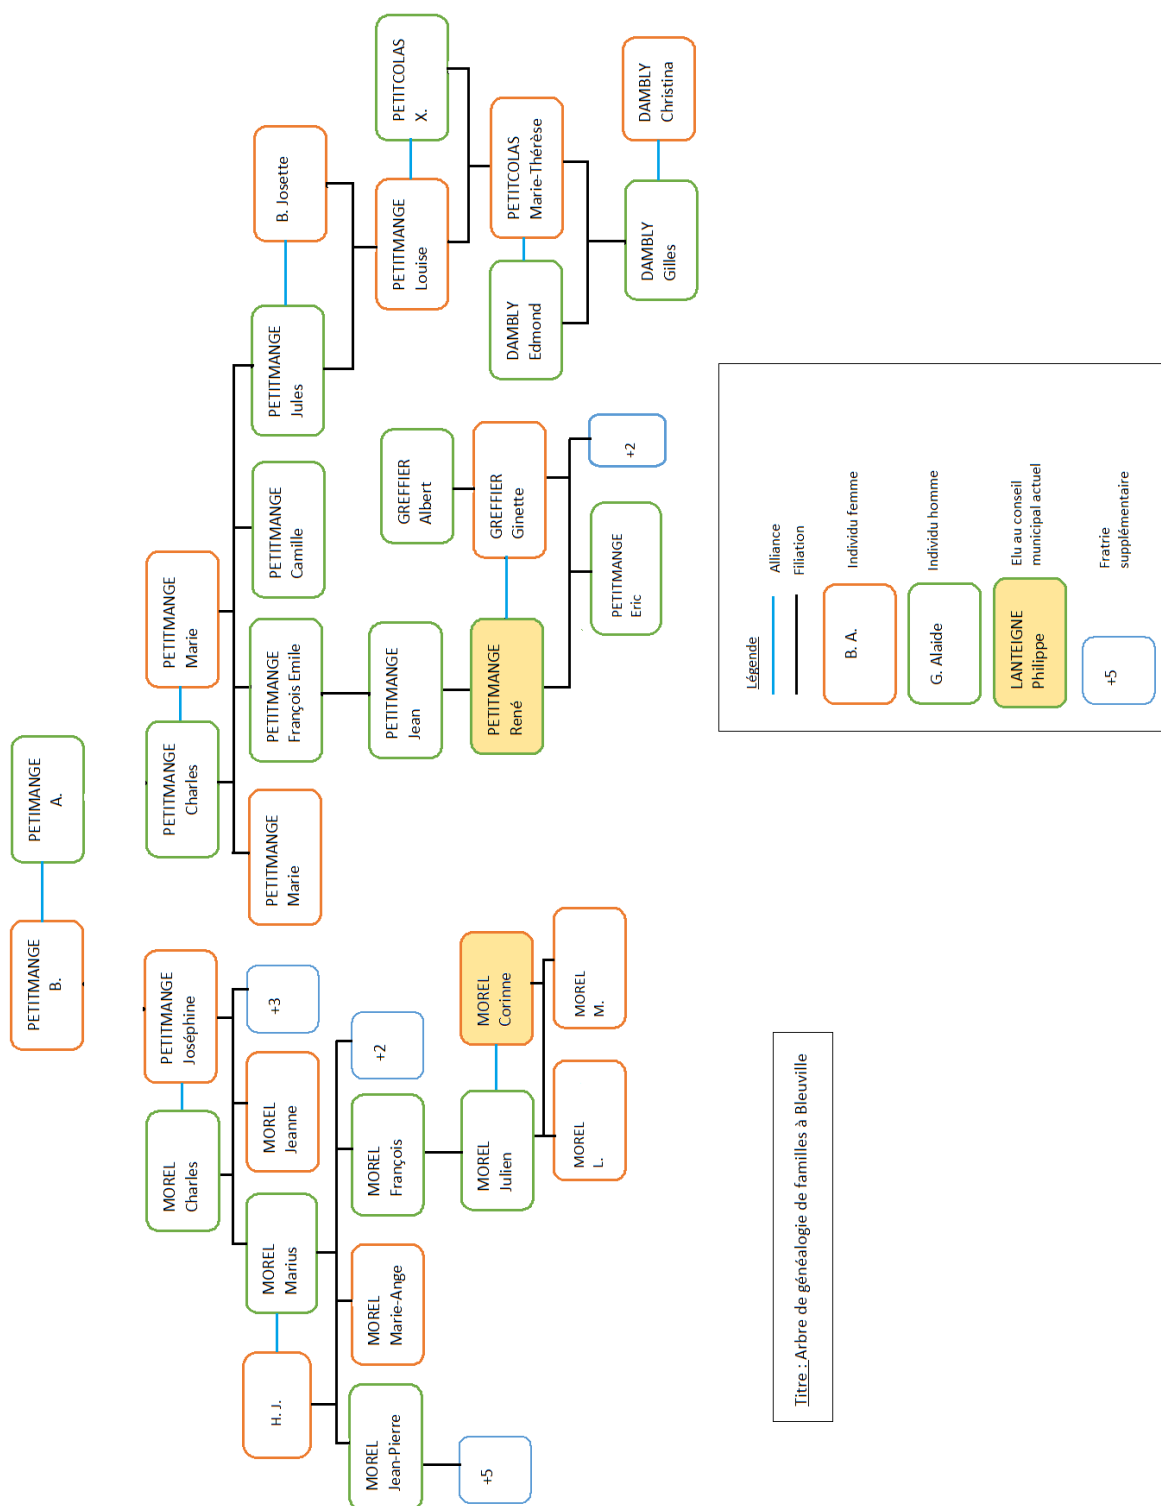 PETITMANGE
B.
PETIMANGE
A.
MOREL
Charles
PETITMANGE
Joséphine
PETITMANGE
Charles
PETITMANGE
Marie
H. J.
MOREL
Marius
MOREL
Jeanne
+3
PETITMANGE
Marie
PETITMANGE
François Emile
PETITMANGE
Camille
PETITMANGE
Jules
B. Josette
MOREL
Jean-Pierre
MOREL
Marie-Ange
MOREL
François
+2
PETITMANGE
Jean
GREFFIER
Albert
PETITMANGE
Louise
PETITCOLAS
X.
+5
MOREL
Julien
MOREL
Corinne
PETITMANGE
René
GREFFIER
Ginette
DAMBLY
Edmond
PETITCOLAS
Marie-Thérèse
MOREL
L.
MOREL
M.
PETITMANGE
Eric
+2
DAMBLY
Gilles
DAMBLY
Christina
Titre : Arbre de généalogie de familles à Bleuville
Légende
Alliance
Filiation
B. A.
Individu femme
G. Alaide
Individu homme
LANTEIGNE
Philippe
Elu au conseil
municipal actuel
+5
Fratrie
supplémentaire